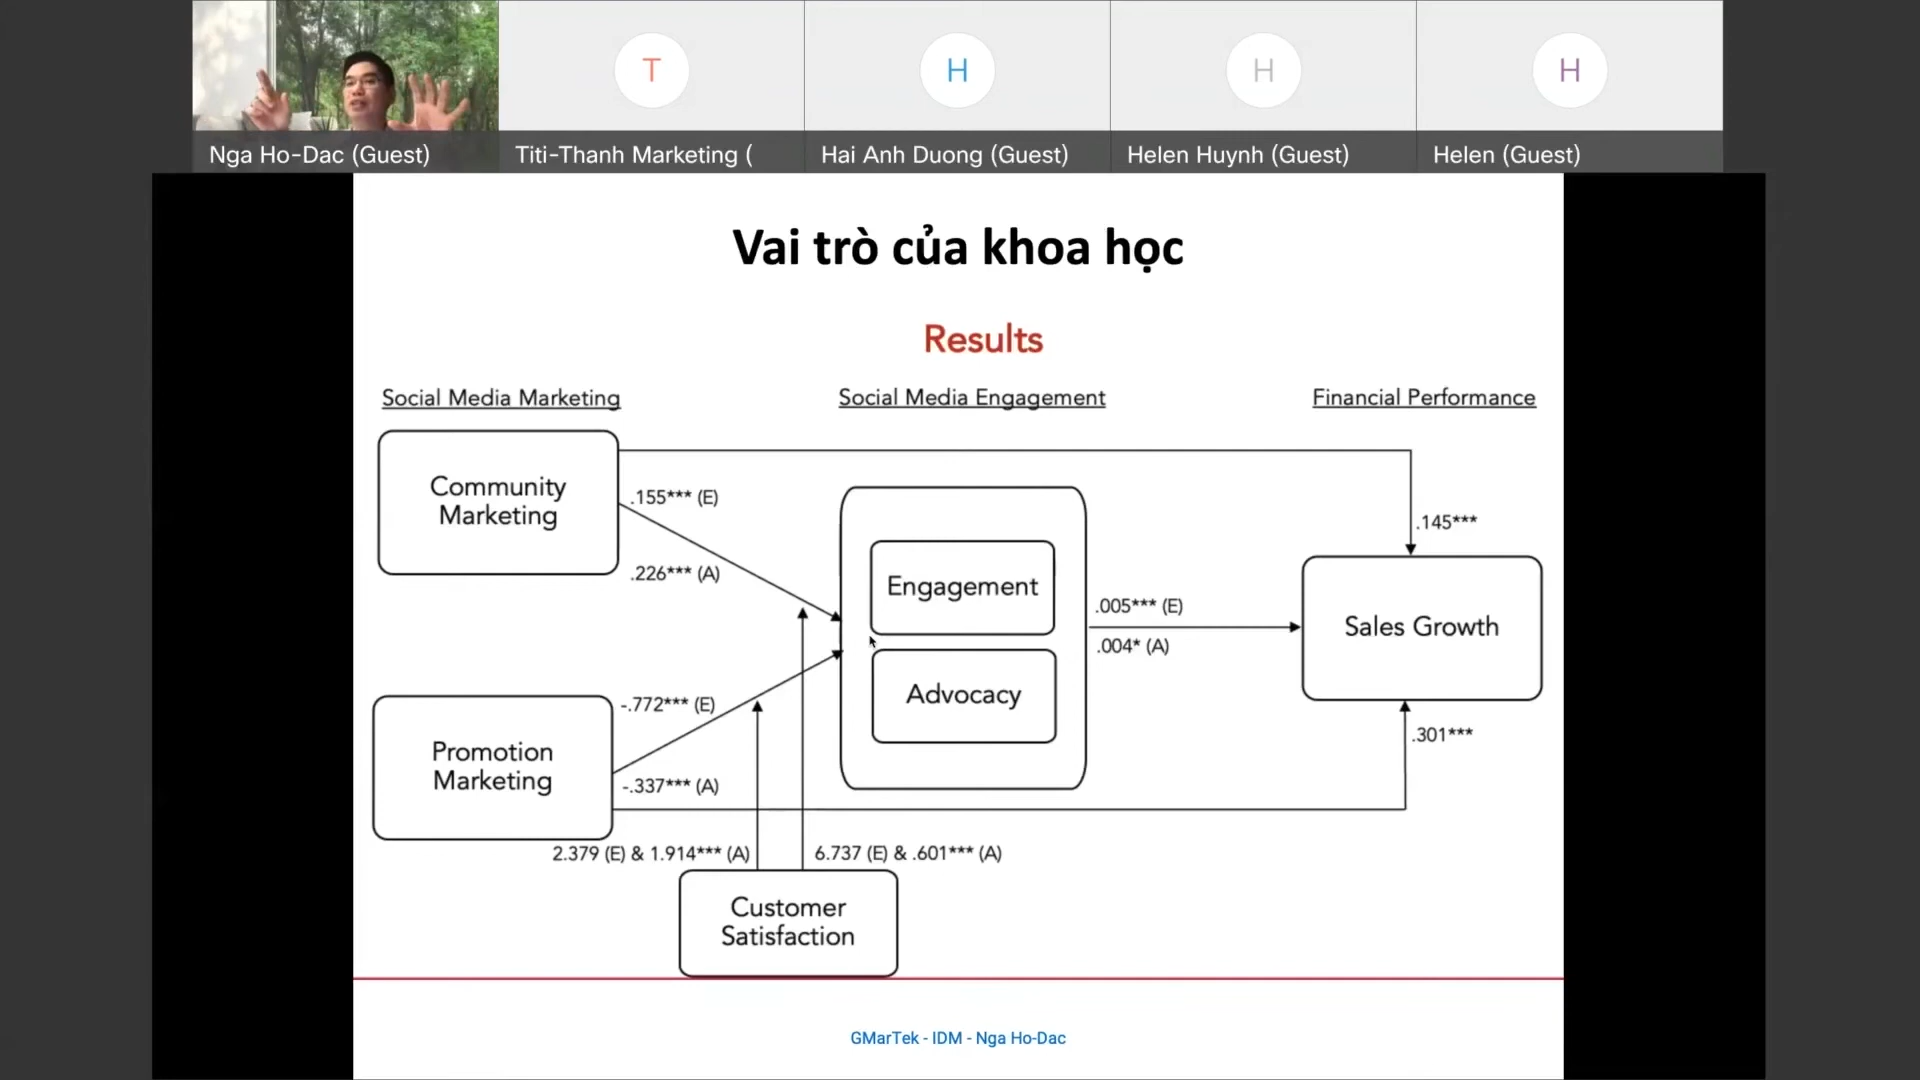 T
H
H
H
Nga Ho-Dac (Guest)
Titi-Thanh Marketing (
Hai Anh Duong (Guest)
Helen Huynh (Guest)
Helen (Guest)
Vai trò của khoa học
Results
Social Media Marketing
Social Media Engagement
Financial Performance
Community
Marketing
.155*** (E)
.226*** (A)
Engagement
Advocacy
.005*** (E)
.004* (A)
.145***
Sales Growth
.301***
Promotion
Marketing
-.772*** (E)
-.337*** (A)
2.379 (E) & 1.914*** (A)
6.737 (E) & .601*** (A)
Customer
Satisfaction
GMarTek - IDM - Nga Ho-Dac